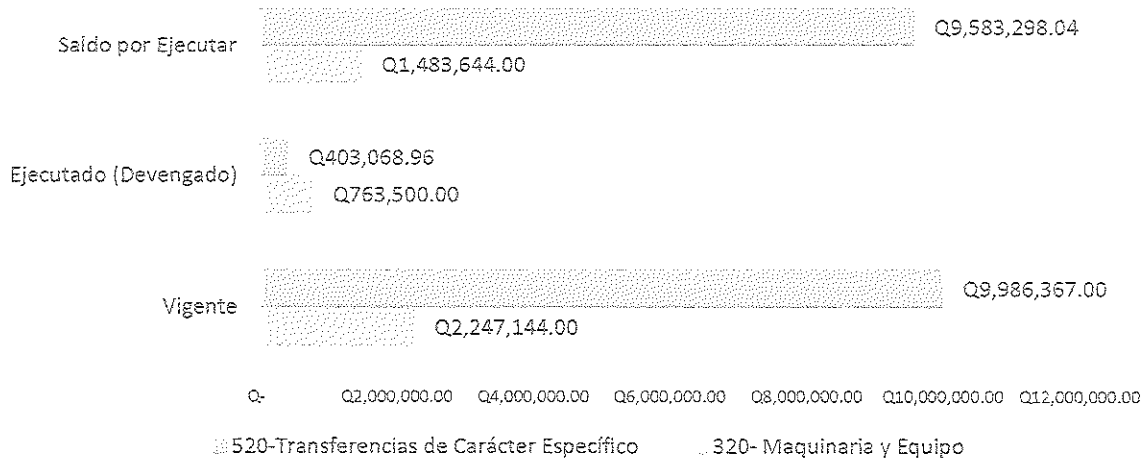 Q9,583,298.04
Saldo por Ejecutar
Q1,483,644.00
Q403,068.96
Ejecutado (Devengado)
Q763,500.00
Q9,986,367.00
Vigente
Q2,247,144.00
Q- Q2,000,000.00 Q4,000,000.00 Q6,000,000.00 Q8,000,000.00 Q10,000,000.00 Q12,000,000.00
520-Transferencias de Carácter Específico 320- Maquinaria y Equipo